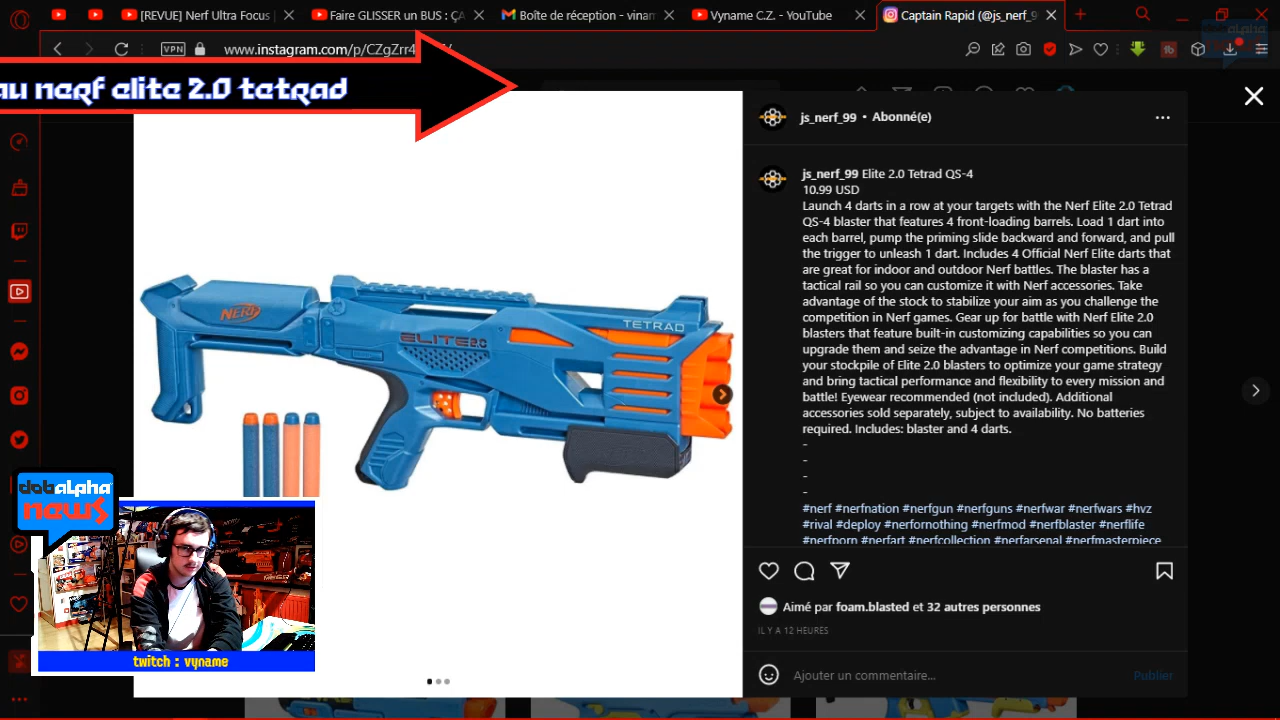 [REVUE] Nerf Ultra Focus |
Faire GLISSER un BUS : ÇA
Boîte de réception - vinam
Vyname C.Z. - YouTube
Captain Rapid (@js_nerf_9
VPN
www.instagram.com/p/CZgZrr4
au nerf elite 2.0 tetrad
js_nerf_99 • Abonné(e)
js_nerf_99 Elite 2.0 Tetrad QS-4
10.99 USD
Launch 4 darts in a row at your targets with the Nerf Elite 2.0 Tetrad
QS-4 blaster that features 4 front-loading barrels. Load 1 dart into
each barrel, pump the priming slide backward and forward, and pull
the trigger to unleash 1 dart. Includes 4 Official Nerf Elite darts that
are great for indoor and outdoor Nerf battles. The blaster has a
tactical rail so you can customize it with Nerf accessories. Take
advantage of the stock to stabilize your aim as you challenge the
competition in Nerf games. Gear up for battle with Nerf Elite 2.0
blasters that feature built-in customizing capabilities so you can
upgrade them and seize the advantage in Nerf competitions. Build
your stockpile of Elite 2.0 blasters to optimize your game strategy
and bring tactical performance and flexibility to every mission and
battle! Eyewear recommended (not included). Additional
accessories sold separately, subject to availability. No batteries
required. Includes: blaster and 4 darts.
-
-
-
-
#nerf #nerfnation #nerfgun #nerfguns #nerfwar #nerfwars #hvz
#rival #deploy #nerfornothing #nerfmod #nerfblaster #nerflife
#nerfporn #nerfart #nerfcollection #nerfarsenal #nerfmasterpiece
Aimé par foam.blasted et 32 autres personnes
IL Y A 12 HEURES
Ajouter un commentaire...
Publier
NERF
ELITE 2.0
TETRAD
dobalpha
news
twitch : vyname